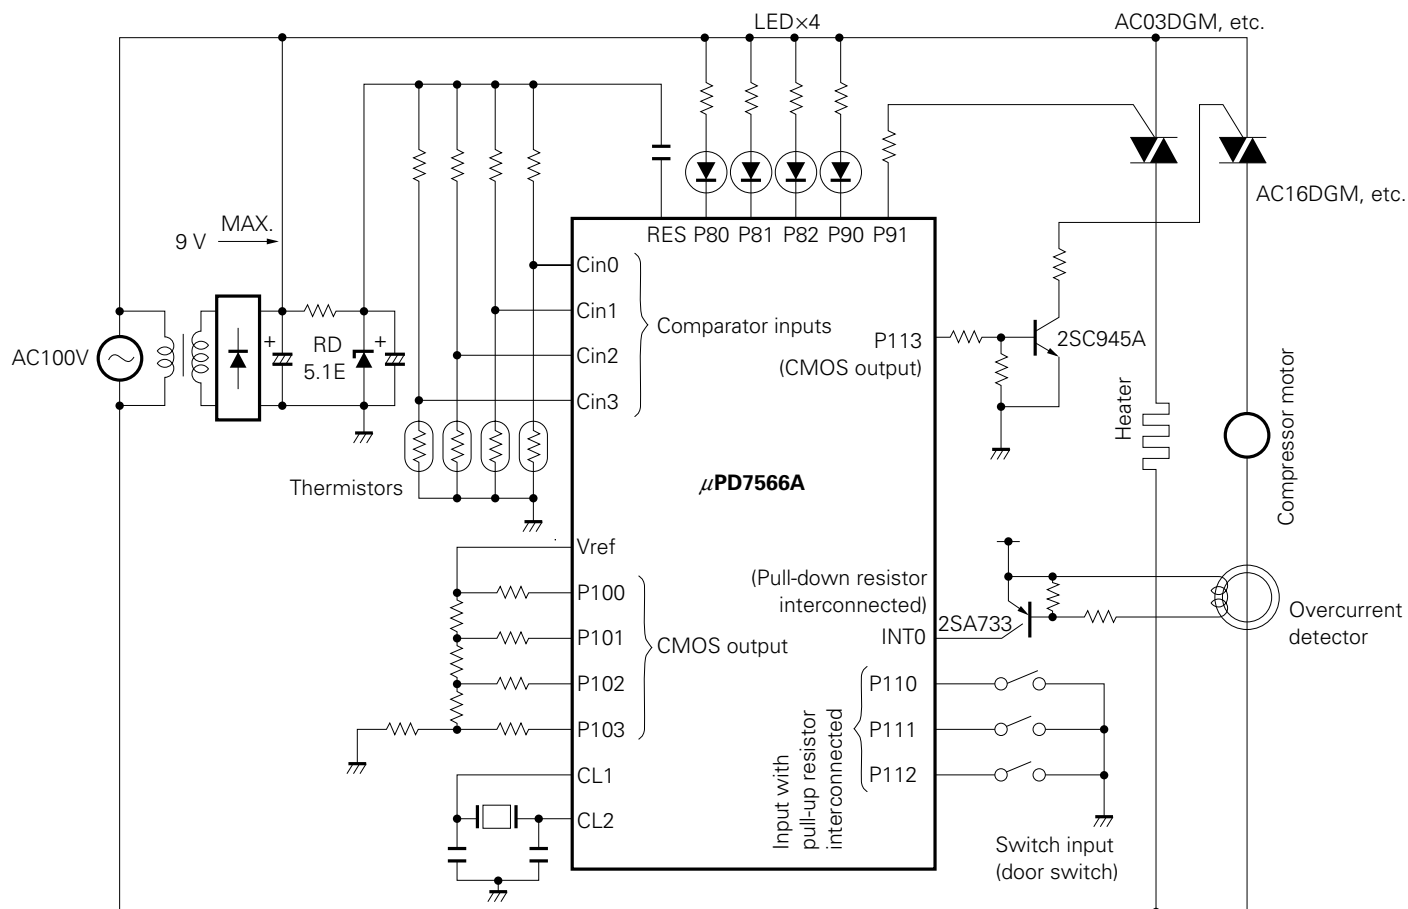 LED×4
AC03DGM, etc.
AC16DGM, etc.
MAX.
9 V
RES P80 P81 P82 P90 P91
Cin0
Cin1
Cin2
Cin3
Comparator inputs
AC100V
+
RD
5.1E
+
P113
(CMOS output)
2SC945A
Heater
Compressor motor
Thermistors
μPD7566A
Vref
P100
P101
P102
P103
CMOS output
(Pull-down resistor
interconnected)
INT0
2SA733
Overcurrent
detector
P110
P111
P112
Input with
pull-up resistor
interconnected
CL1
CL2
Switch input
(door switch)